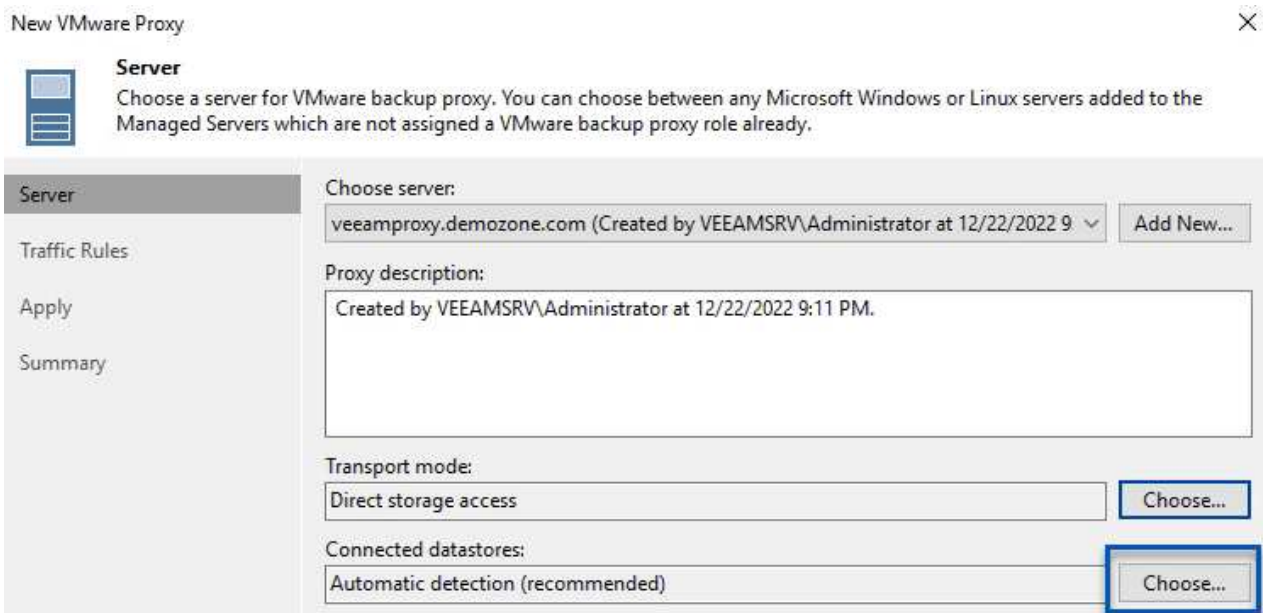 New VMware Proxy
Server
Choose a server for VMware backup proxy. You can choose between any Microsoft Windows or Linux servers added to the
Managed Servers which are not assigned a VMware backup proxy role already.
Server
Traffic Rules
Apply
Summary
Choose server:
veeamproxy.demozone.com (Created by VEEAMSRV\Administrator at 12/22/2022 9
Add New...
Proxy description:
Created by VEEAMSRV\Administrator at 12/22/2022 9:11 PM.
Transport mode:
Direct storage access
Choose...
Connected datastores:
Automatic detection (recommended)
Choose...